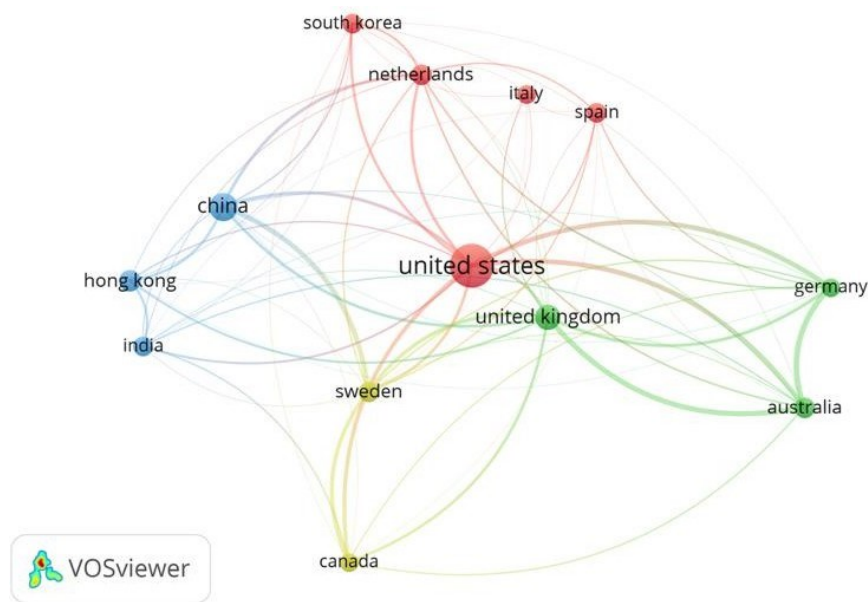 south korea
netherlands
italy
spain
china
united states
hong kong
germany
united kingdom
india
sweden
australia
canada
VOSviewer